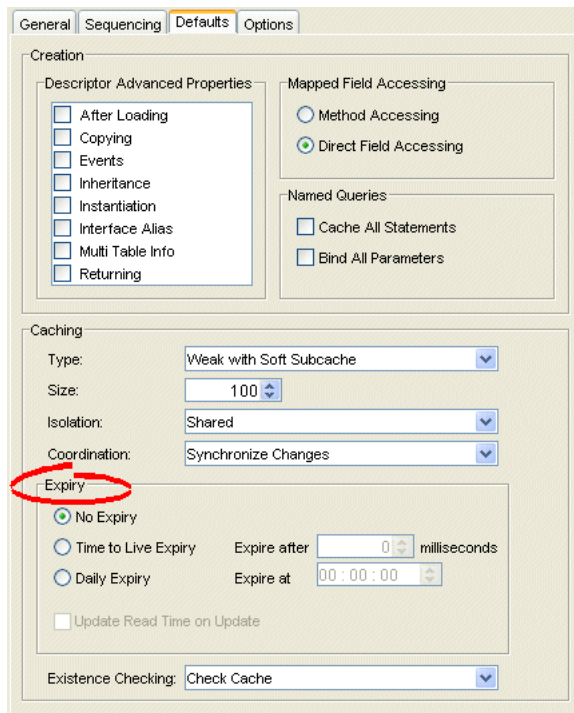 General Sequencing Defaults Options
Creation
Descriptor Advanced Properties
After Loading
Copying
Events
Inheritance
Instantiation
Interface Alias
Multi Table Info
Returning
Mapped Field Accessing
Method Accessing
Direct Field Accessing
Named Queries
Cache All Statements
Bind All Parameters
Caching
Type: Weak with Soft Subcache
Size: 100
Isolation: Shared
Coordination: Synchronize Changes
Expiry
No Expiry
Time to Live Expiry Expire after 0 milliseconds
Daily Expiry Expire at 00:00:00
Update Read Time on Update
Existence Checking: Check Cache